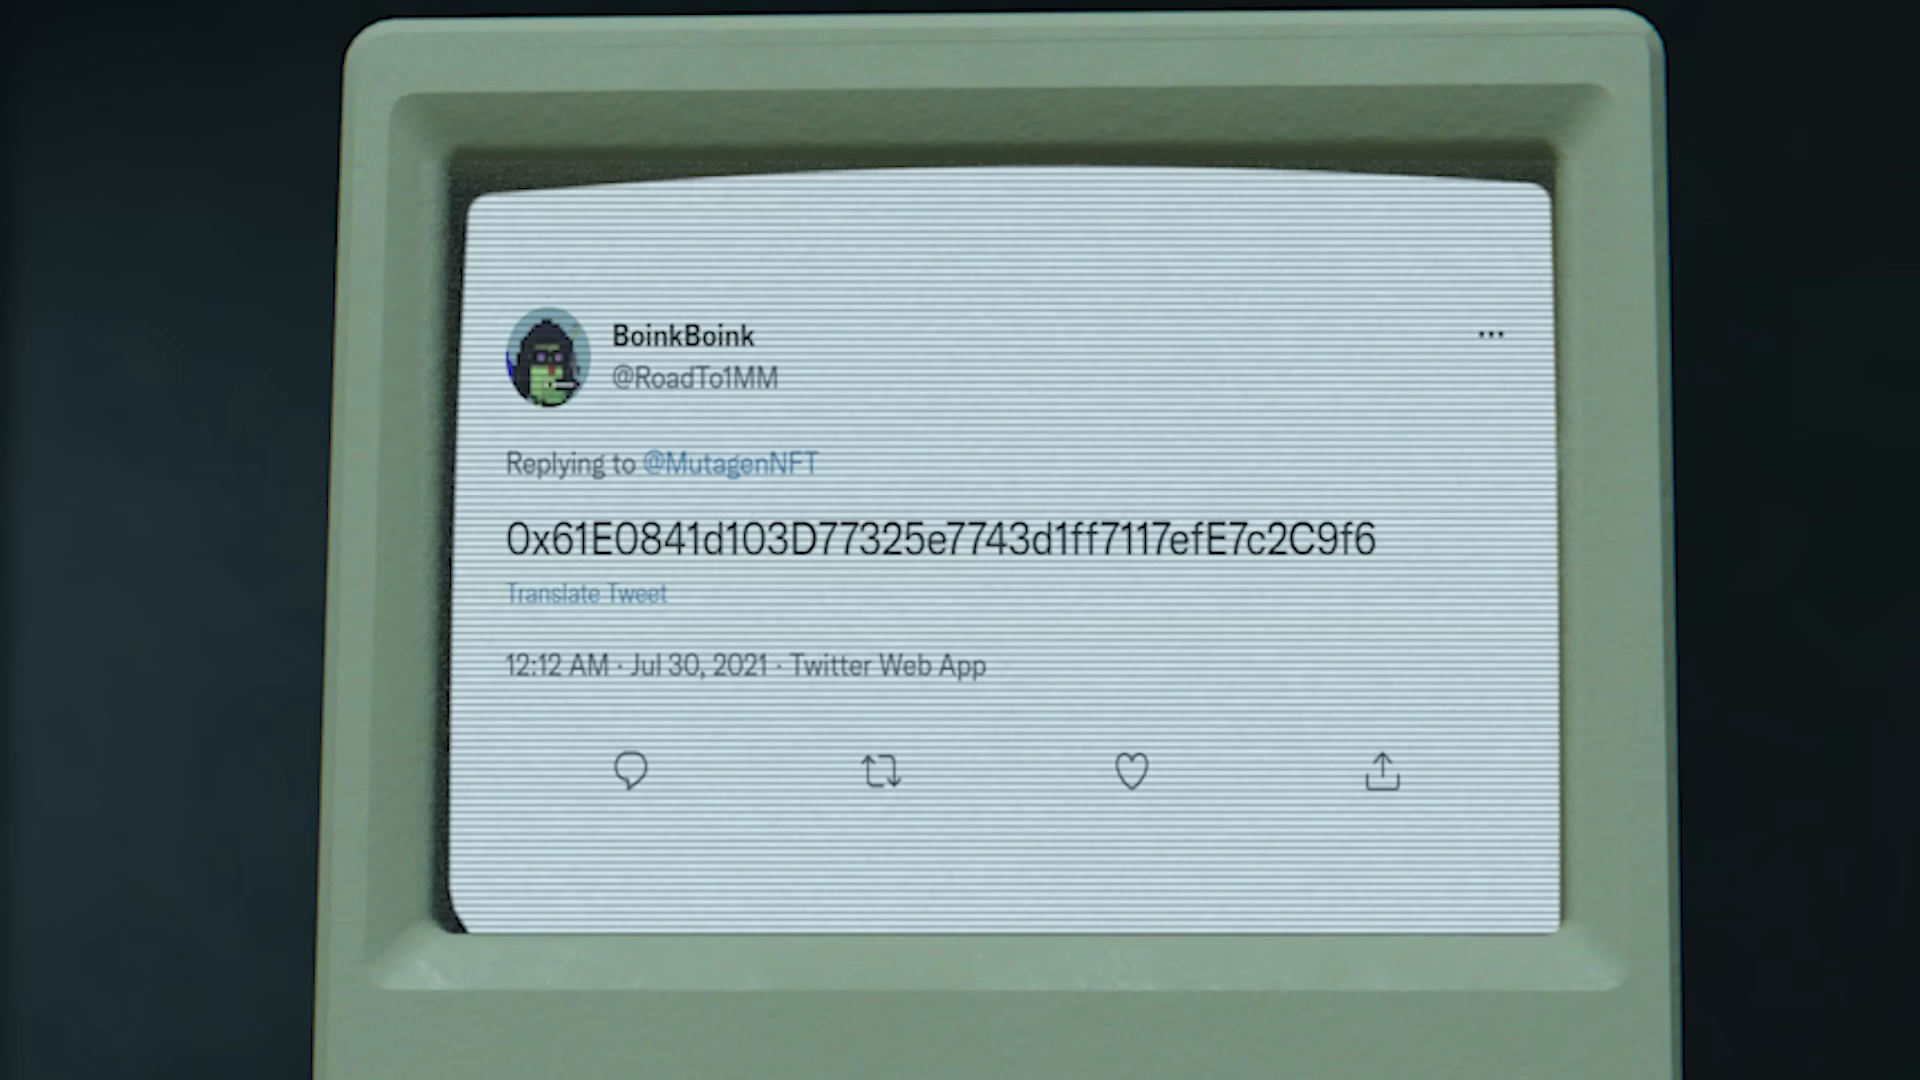 BoinkBoink
@RoadTo1MM
Replying to @MutagenNFT
0x61E0841d103D77325e7743d1ff7117efE7c2C9f6
Translate Tweet
12:12 AM · Jul 30, 2021 · Twitter Web App